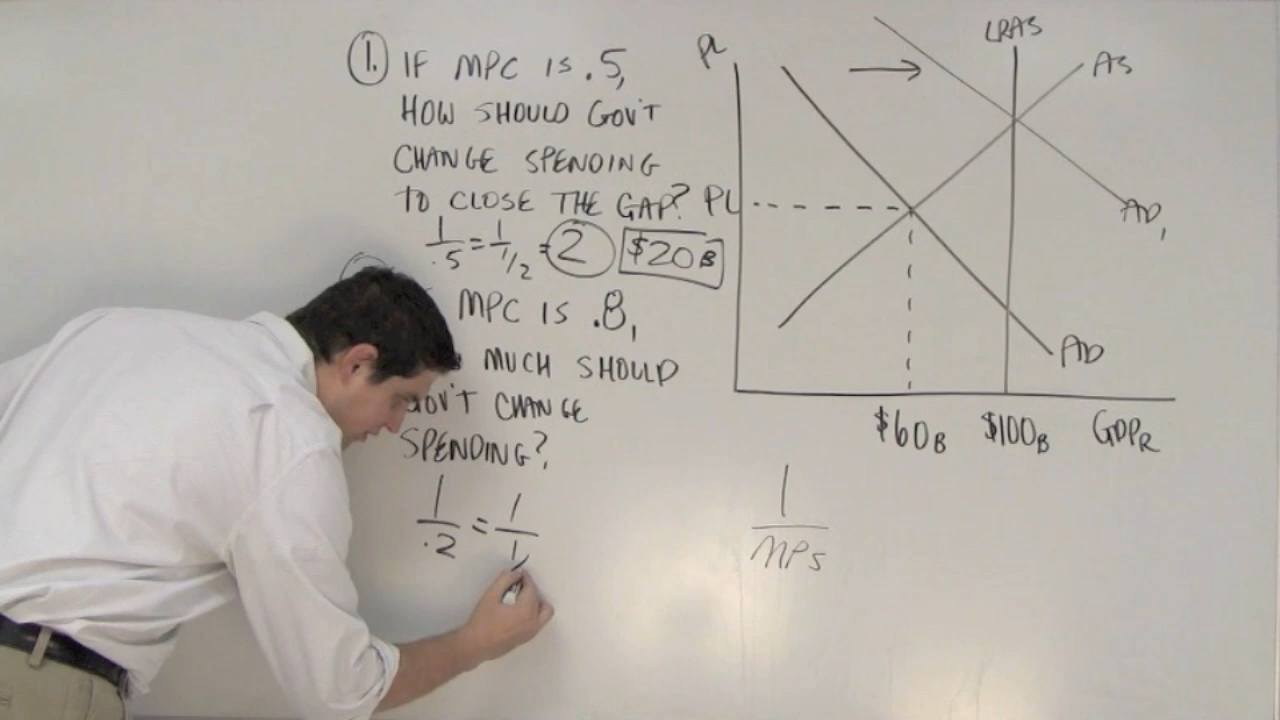 1. IF MPC IS .5,
HOW SHOULD GOV'T
CHANGE SPENDING
TO CLOSE THE GAP?
1/.5 = 1/1/2 = 2 $20B
MPC IS .8,
MUCH SHOULD
GOV'T CHANGE
SPENDING?
1/.2 = 1/1/
PL
LRAS
AS
PL
AD1
AD
$60B $100B GDPR
1/MPS